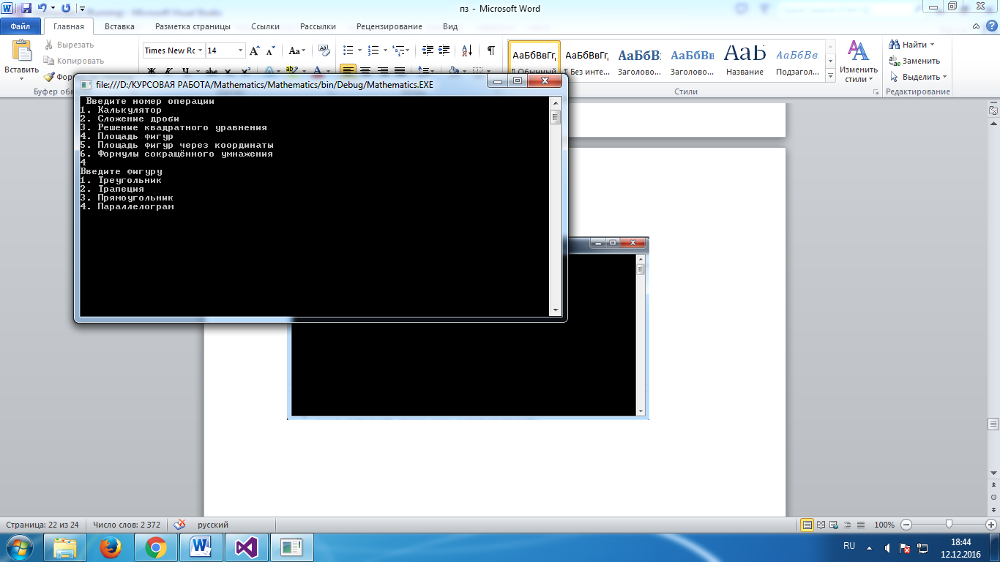 пз - Microsoft Word
Файл
Главная
Вставка
Разметка страницы
Ссылки
Рассылки
Рецензирование
Вид
Вставить
Вырезать
Копировать
Times New Ro
14
Aa
Ж К Ч abc x x²
АаБбВвГг,
Обычный
АаБбВвГг,
¶ Без инте...
АаБбВ:
Заголово...
АаБбВв
Заголово...
АаЬ
Название
АаБбВв.
Подзагол...
Изменить
стили
Найти
Заменить
Выделить
Стили
Редактирование
file:///D:/КУРСОВАЯ РАБОТА/Mathematics/Mathematics/bin/Debug/Mathematics.EXE
Введите номер операции
1. Калькулятор
2. Сложение дроби
3. Решение квадратного уравнения
4. Площадь фигур
5. Площадь фигур через координаты
6. Формулы сокращённого умнажения
4
Введите фигуру
1. Треугольник
2. Трапеция
3. Прямоугольник
4. Параллелограм
Страница: 22 из 24
Число слов: 2 372
русский
100%
RU
18:44
12.12.2016